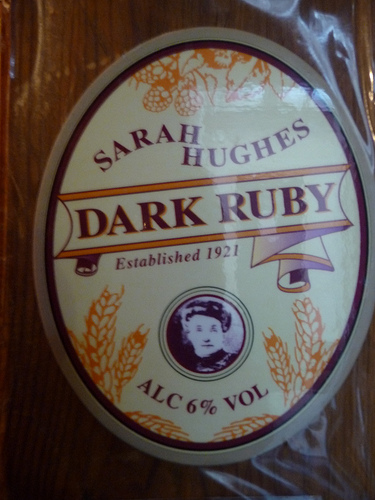 SARAH
HUGHES
DARK RUBY
Established 1921
ALC 6% VOL